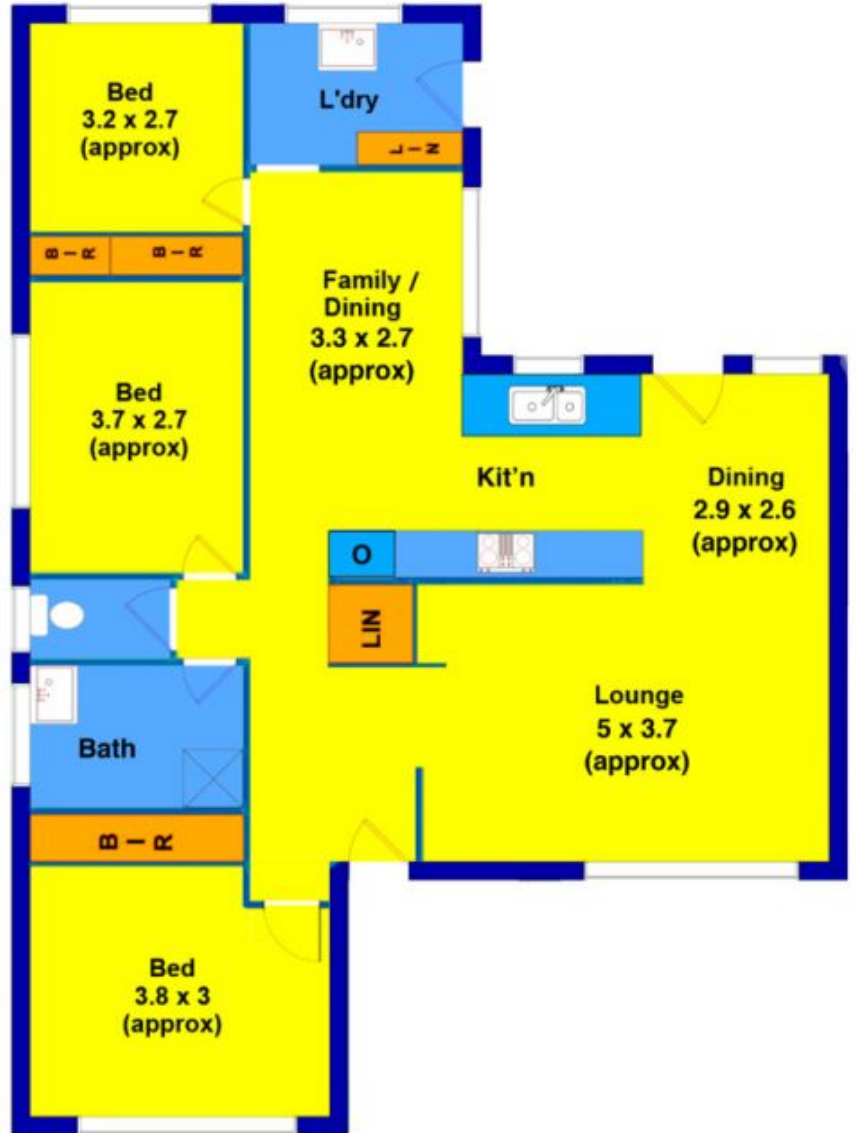 Bed
3.2 x 2.7
(approx)
L'dry
LIN
BIR
BIR
Family /
Dining
3.3 x 2.7
(approx)
Bed
3.7 x 2.7
(approx)
Kit'n
Dining
2.9 x 2.6
(approx)
O
LIN
Lounge
5 x 3.7
(approx)
Bath
BIR
Bed
3.8 x 3
(approx)